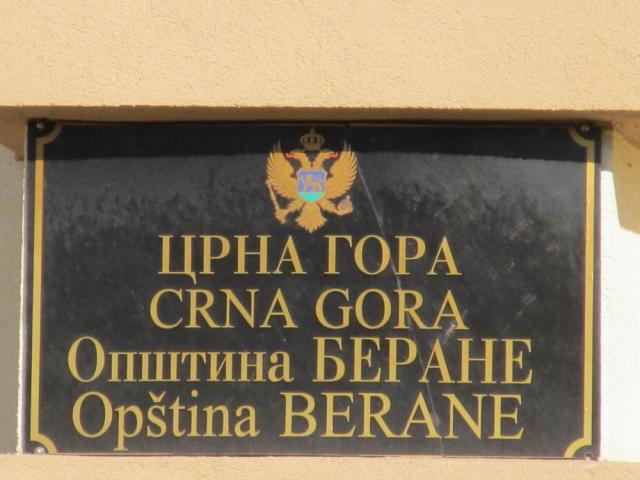 ЦРНА ГОРА
CRNA GORA
Општина БЕРАНЕ
Opština BERANE